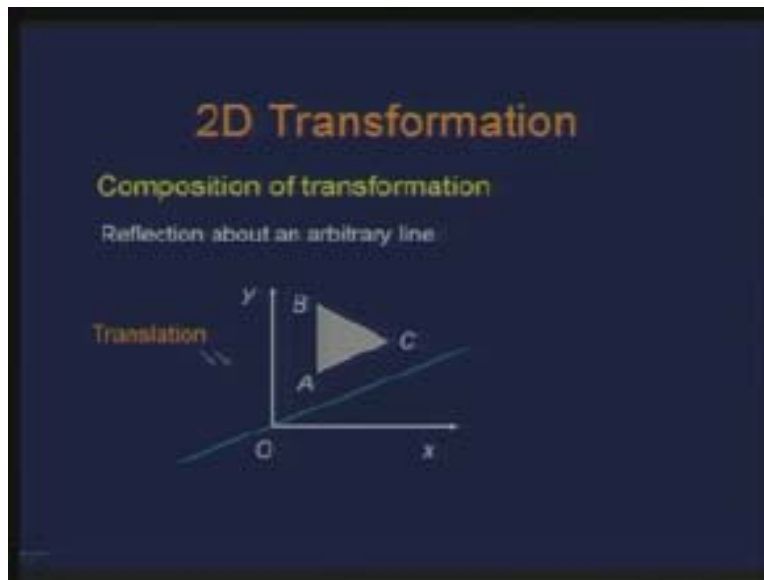 2D Transformation
Composition of transformation
Reflection about an arbitrary line
y
B
Translation
C
A
O
x